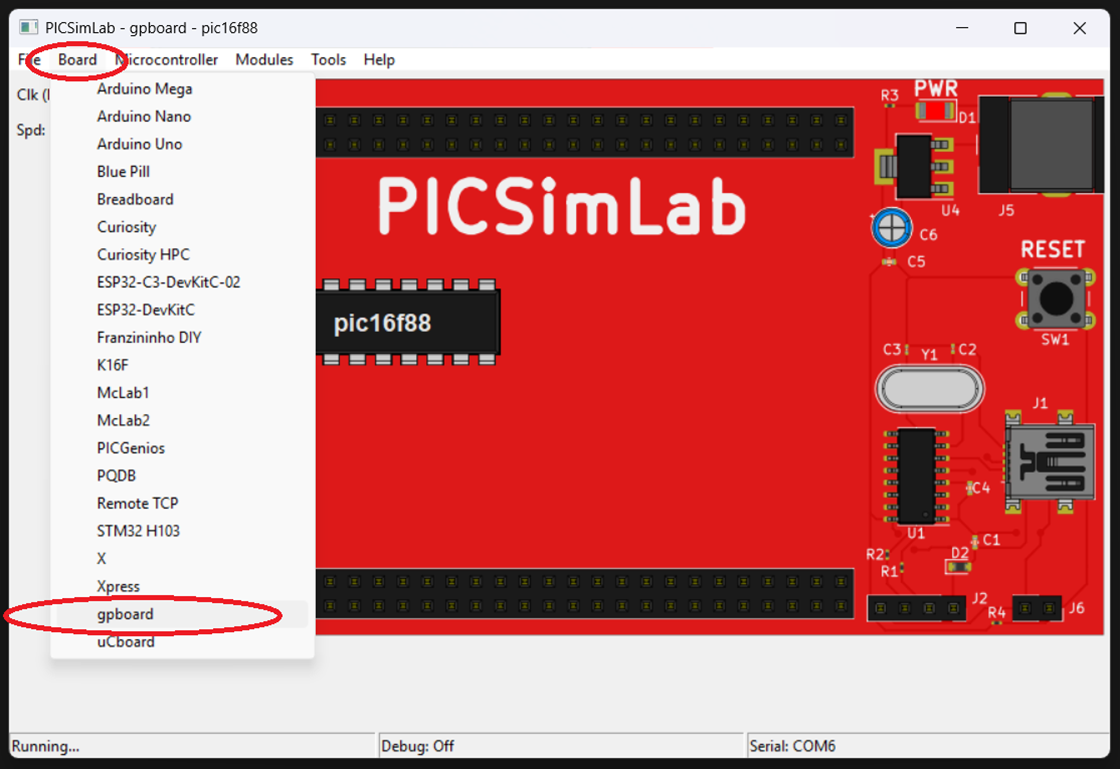 PICSimLab - gpboard - pic16f88
File Board Microcontroller Modules Tools Help
Clk (
Spd:
Arduino Mega
Arduino Nano
Arduino Uno
Blue Pill
Breadboard
Curiosity
Curiosity HPC
ESP32-C3-DevKitC-02
ESP32-DevKitC
Franzininho DIY
K16F
McLab1
McLab2
PICGenios
PQDB
Remote TCP
STM32 H103
X
Xpress
gpboard
uCboard
PICSimLab
pic16f88
R3 PWR
D1
U4 J5
C6
C5
RESET
SW1
C3 Y1 C2
J1
C4
U1
C1
R2 D2
R1
J2
R4 J6
Running... Debug: Off Serial: COM6